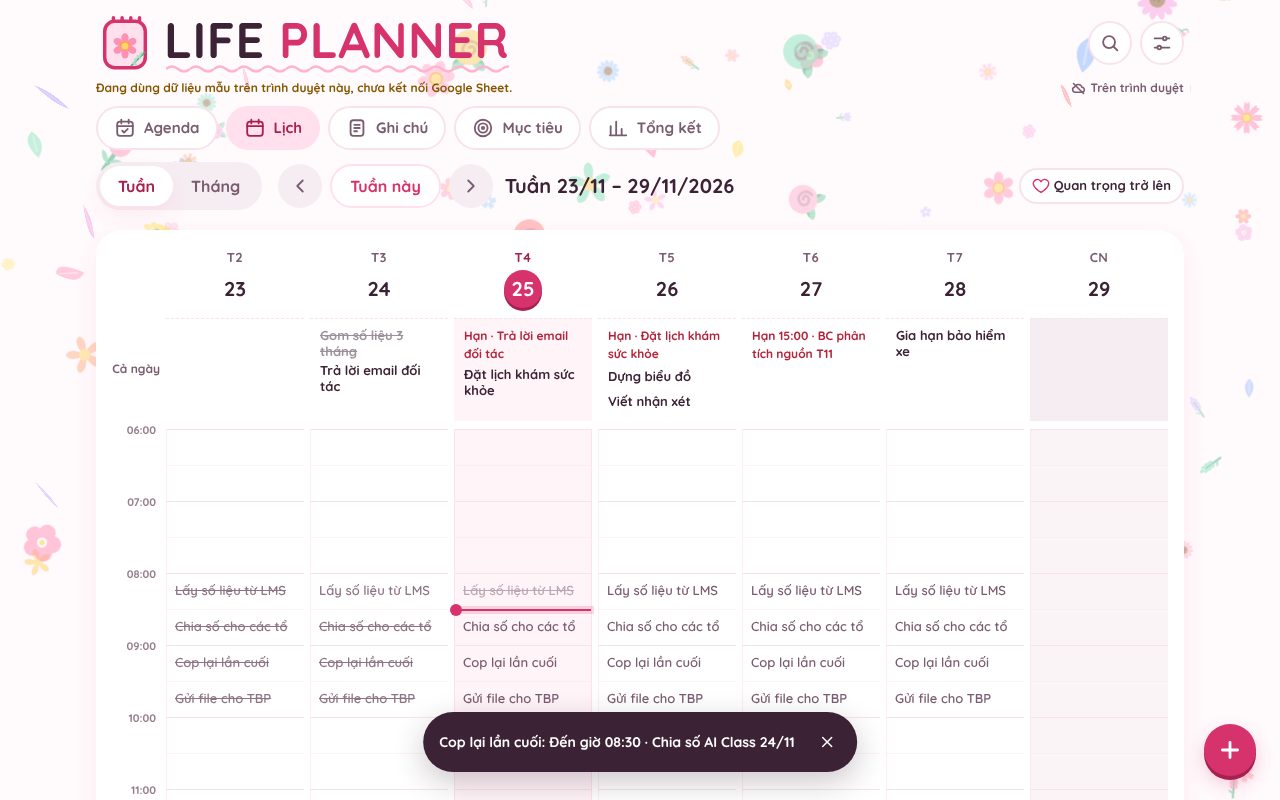 LIFE PLANNER
Đang dùng dữ liệu mẫu trên trình duyệt này, chưa kết nối Google Sheet.
Trên trình duyệt
Agenda
Lịch
Ghi chú
Mục tiêu
Tổng kết
Tuần
Tháng
Tuần này
Tuần 23/11 – 29/11/2026
Quan trọng trở lên
T2 T3 T4 T5 T6 T7 CN
23 24 25 26 27 28 29
Cả ngày
Gom số liệu 3
tháng
Trả lời email đối
tác
Hạn · Trả lời email
đối tác
Đặt lịch khám sức
khỏe
Hạn · Đặt lịch khám
sức khỏe
Dựng biểu đồ
Viết nhận xét
Hạn 15:00 · BC phân
tích nguồn T11
Gia hạn bảo hiểm
xe
06:00
07:00
08:00
Lấy số liệu từ LMS Lấy số liệu từ LMS Lấy số liệu từ LMS Lấy số liệu từ LMS Lấy số liệu từ LMS Lấy số liệu từ LMS
Chia số cho các tổ Chia số cho các tổ Chia số cho các tổ Chia số cho các tổ Chia số cho các tổ Chia số cho các tổ
09:00
Cop lại lần cuối Cop lại lần cuối Cop lại lần cuối Cop lại lần cuối Cop lại lần cuối Cop lại lần cuối
Gửi file cho TBP Gửi file cho TBP Gửi file cho TBP Gửi file cho TBP Gửi file cho TBP Gửi file cho TBP
10:00
Cop lại lần cuối: Đến giờ 08:30 · Chia số AI Class 24/11
11:00